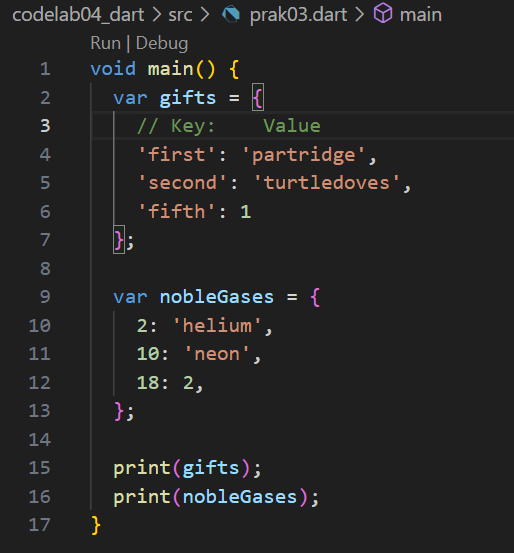 codelab04_dart > src > prak03.dart > main
Run | Debug
1 void main() {
2 var gifts = {
3 // Key:    Value
4 'first': 'partridge',
5 'second': 'turtledoves',
6 'fifth': 1
7 };
8
9 var nobleGases = {
10 2: 'helium',
11 10: 'neon',
12 18: 2,
13 };
14
15 print(gifts);
16 print(nobleGases);
17 }